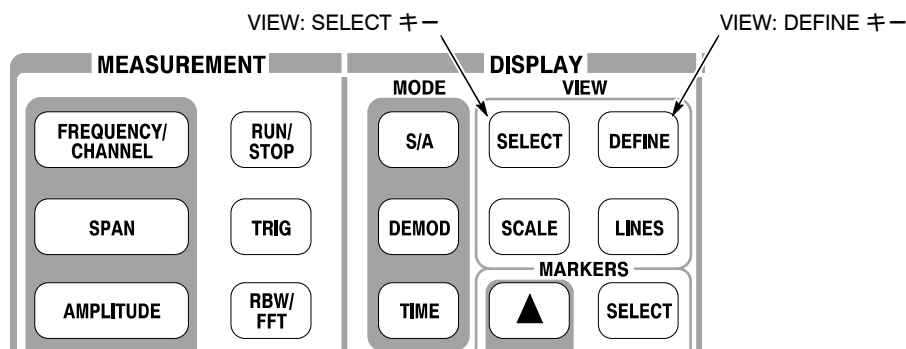 VIEW: SELECT キー
VIEW: DEFINE キー
MEASUREMENT
DISPLAY
MODE
VIEW
FREQUENCY/
CHANNEL
RUN/
STOP
S/A
SELECT
DEFINE
SPAN
TRIG
DEMOD
SCALE
LINES
MARKERS
AMPLITUDE
RBW/
FFT
TIME
SELECT